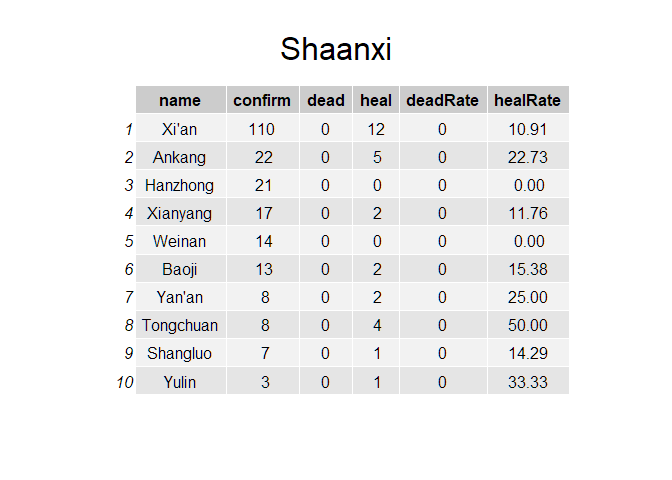 Shaanxi
name confirm dead heal deadRate healRate
1 Xi'an 110 0 12 0 10.91
2 Ankang 22 0 5 0 22.73
3 Hanzhong 21 0 0 0 0.00
4 Xianyang 17 0 2 0 11.76
5 Weinan 14 0 0 0 0.00
6 Baoji 13 0 2 0 15.38
7 Yan'an 8 0 2 0 25.00
8 Tongchuan 8 0 4 0 50.00
9 Shangluo 7 0 1 0 14.29
10 Yulin 3 0 1 0 33.33